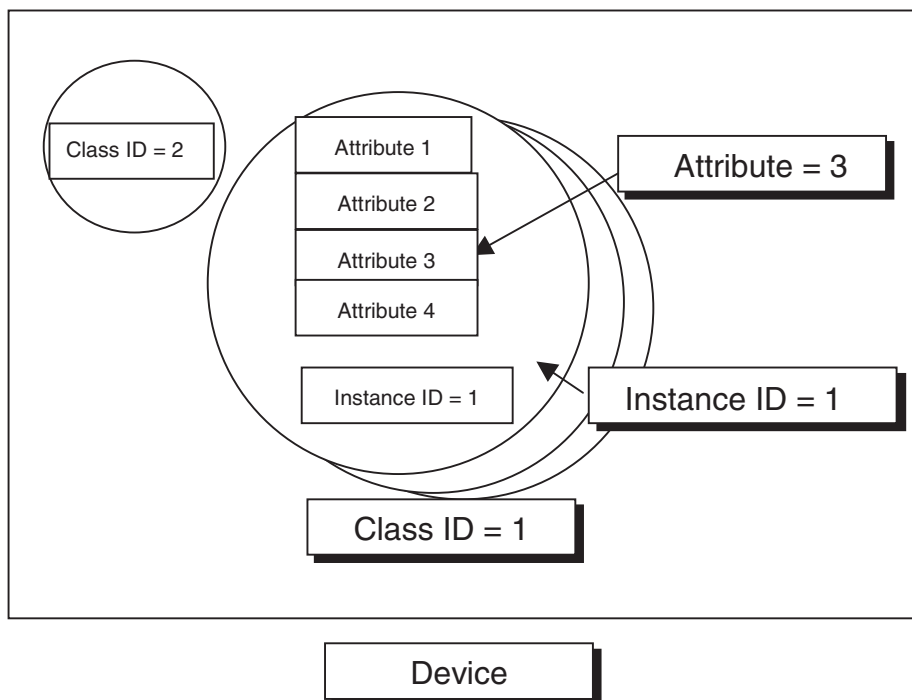 Class ID = 2
Attribute 1
Attribute 2
Attribute 3
Attribute 4
Instance ID = 1
Attribute = 3
Instance ID = 1
Class ID = 1
Device